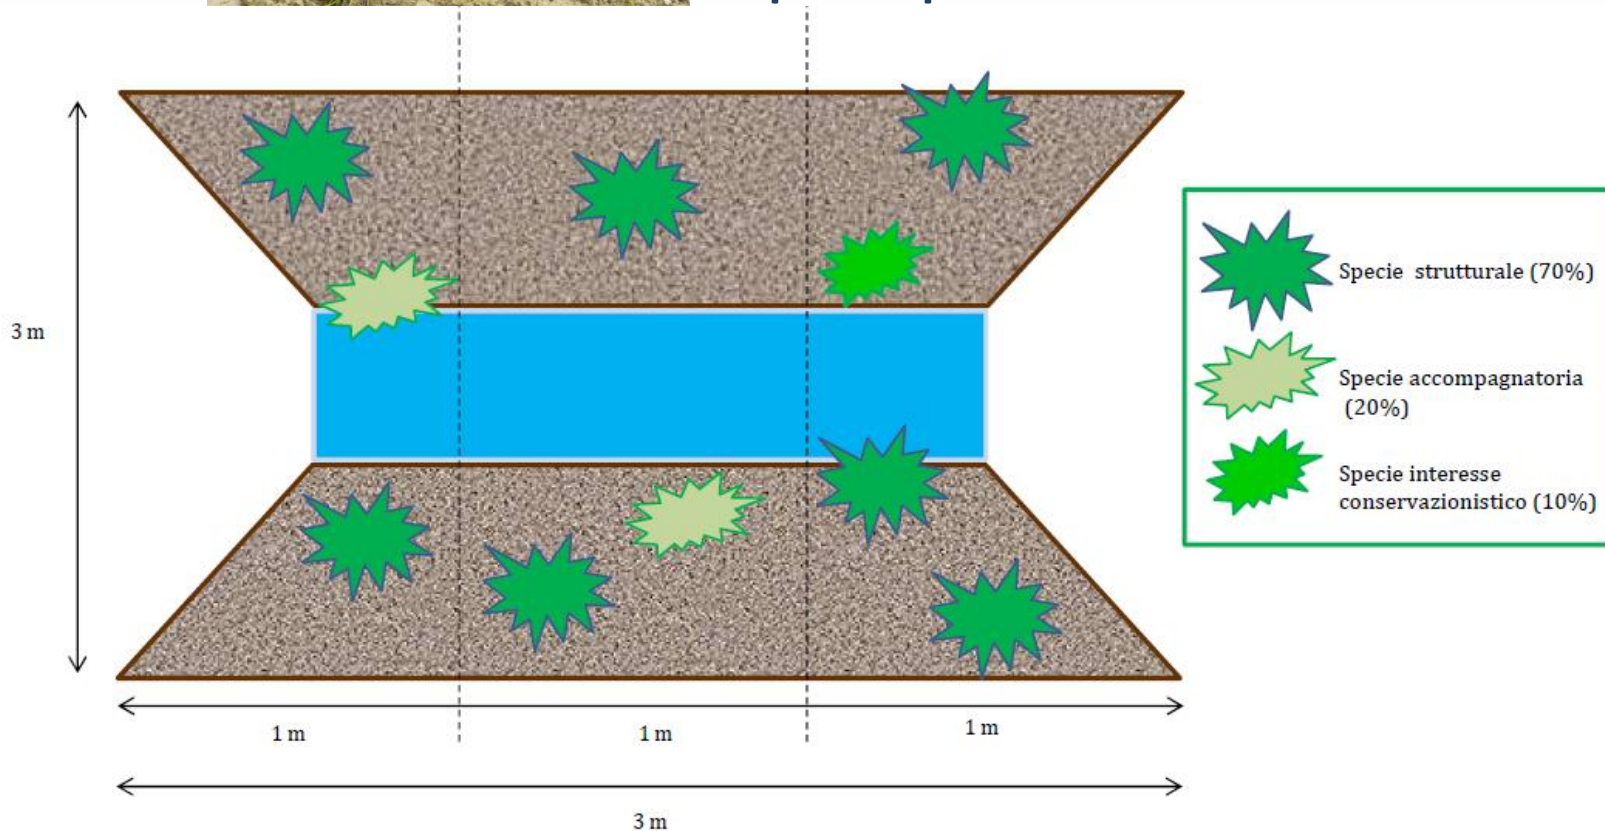 3 m
1 m
1 m
1 m
3 m
Specie strutturale (70%)
Specie accompagnatoria
(20%)
Specie interesse
conservazionistico (10%)